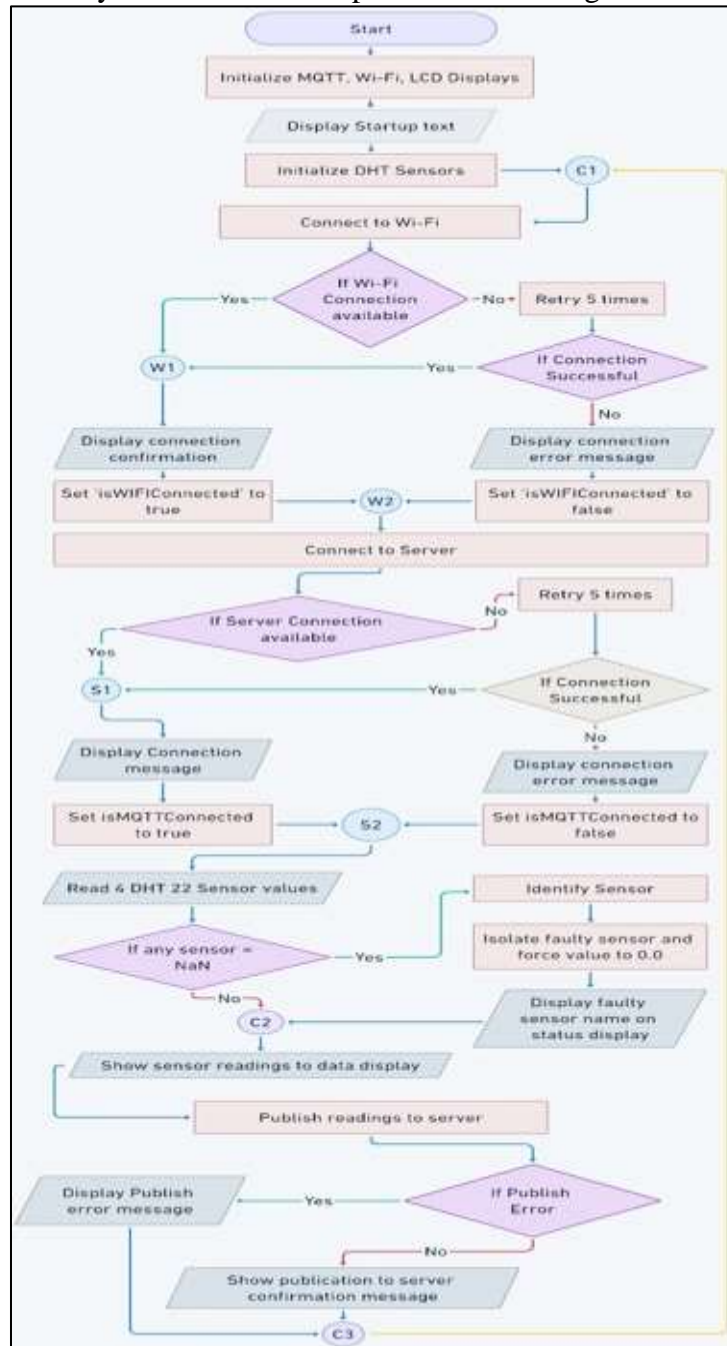 Start
Initialize MQTT, Wi-Fi, LCD Displays
Display Startup text
Initialize DHT Sensors
C1
Connect to Wi-Fi
If Wi-Fi
Connection
available
Yes
No
Retry 5 times
W1
Yes
If Connection
Successful
No
Display connection
confirmation
Display connection
error message
Set 'isWIFIConnected' to
true
W2
Set 'isWIFIConnected' to
false
Connect to Server
If Server Connection
available
No
Retry 5 times
Yes
S1
Yes
If Connection
Successful
No
Display Connection
message
Display connection
error message
Set isMQTTConnected
to true
S2
Set isMQTTConnected to
false
Read 4 DHT 22 Sensor values
Identify Sensor
If any sensor =
NaN
Yes
Isolate faulty sensor and
force value to 0.0
No
C2
Display faulty
sensor name on
status display
Show sensor readings to data display
Publish readings to server
Display Publish
error message
Yes
If Publish
Error
No
Show publication to server
confirmation message
C3